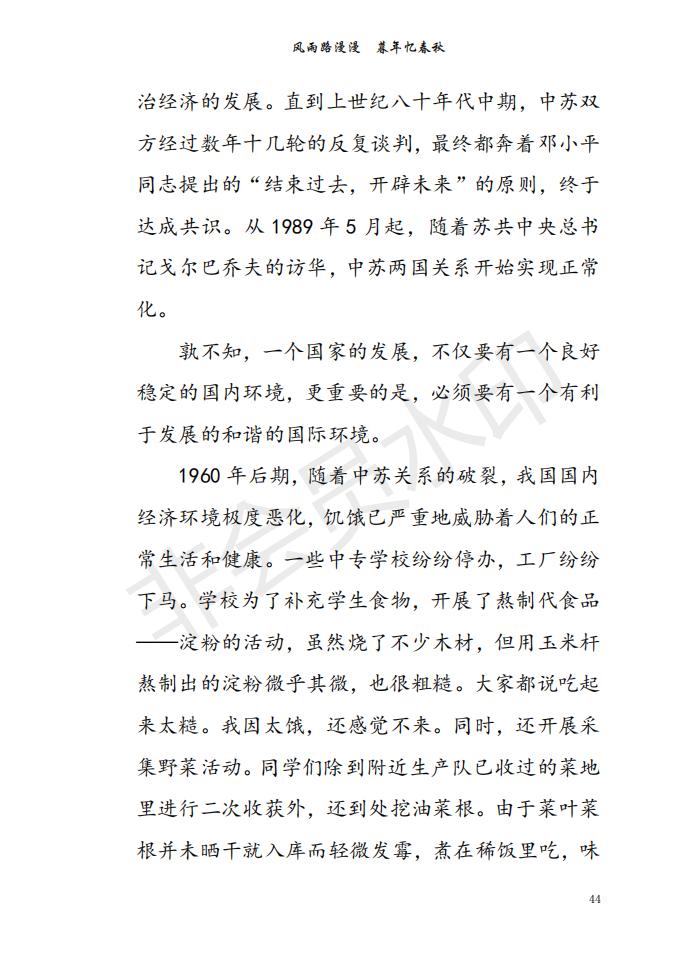 风雨路漫漫　暮年忆春秋
治经济的发展。直到上世纪八十年代中期，中苏双
方经过数年十几轮的反复谈判，最终都奔着邓小平
同志提出的“结束过去，开辟未来”的原则，终于
达成共识。从 1989 年 5 月起，随着苏共中央总书
记戈尔巴乔夫的访华，中苏两国关系开始实现正常
化。
孰不知，一个国家的发展，不仅要有一个良好
稳定的国内环境，更重要的是，必须要有一个有利
于发展的和谐的国际环境。
1960 年后期，随着中苏关系的破裂，我国国内
经济环境极度恶化，饥饿已严重地威胁着人们的正
常生活和健康。一些中专学校纷纷停办，工厂纷纷
下马。学校为了补充学生食物，开展了熬制代食品
——淀粉的活动，虽然烧了不少木材，但用玉米杆
熬制出的淀粉微乎其微，也很粗糙。大家都说吃起
来太糙。我因太饿，还感觉不来。同时，还开展采
集野菜活动。同学们除到附近生产队已收过的菜地
里进行二次收获外，还到处挖油菜根。由于菜叶菜
根并未晒干就入库而轻微发霉，煮在稀饭里吃，味
44
非会员水印